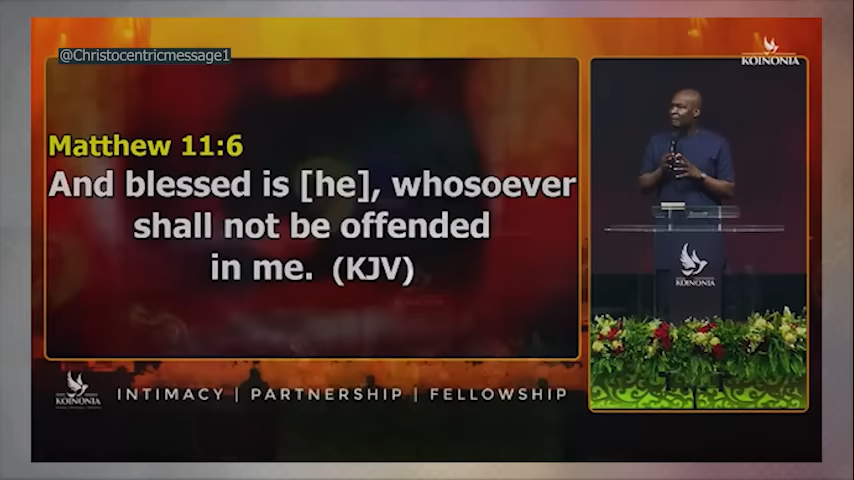 @Christocentricmessage1
KOINONIA
Matthew 11:6
And blessed is [he], whosoever
shall not be offended
in me. (KJV)
KOINONIA
KOINONIA
INTIMACY | PARTNERSHIP | FELLOWSHIP